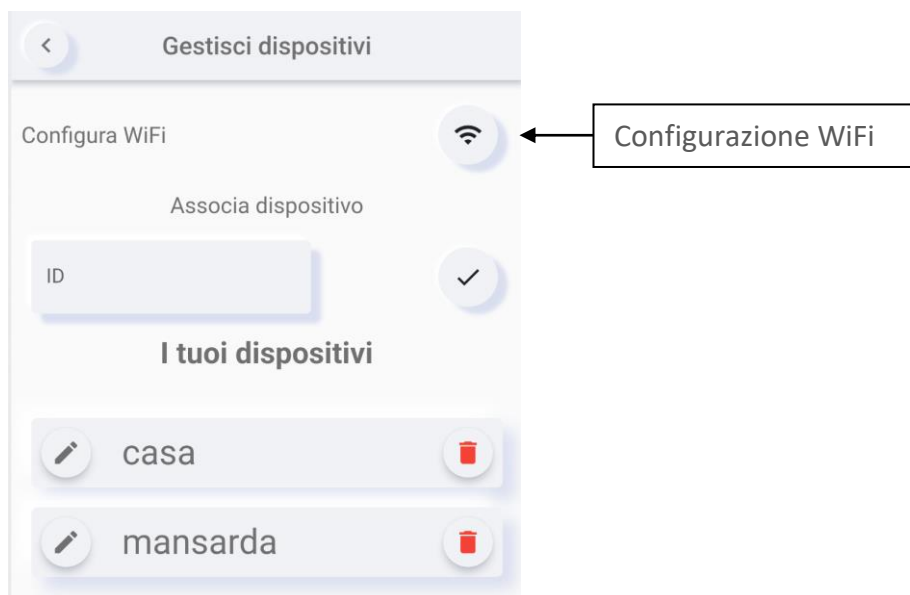 Gestisci dispositivi
Configura WiFi
Configurazione WiFi
Associa dispositivo
ID
I tuoi dispositivi
casa
mansarda